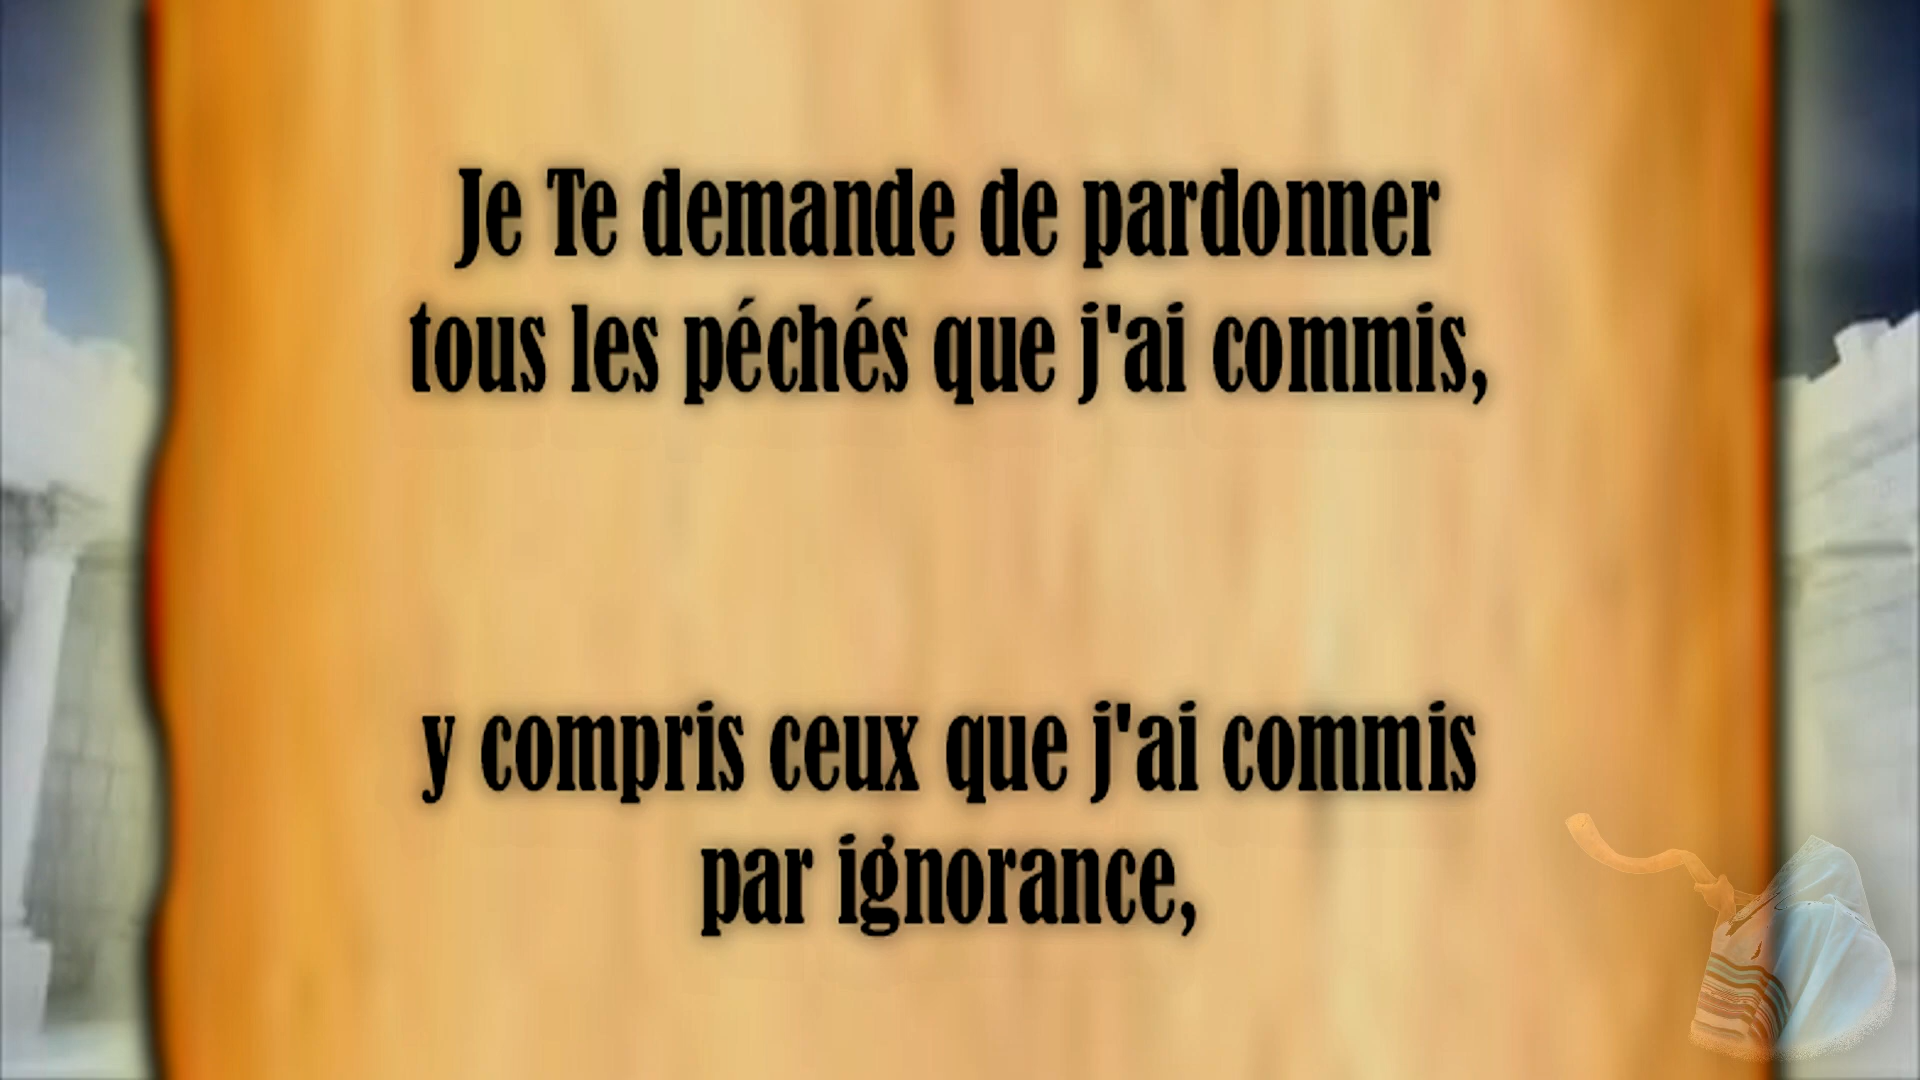 Je Te demande de pardonner
tous les péchés que j'ai commis,
y compris ceux que j'ai commis
par ignorance,